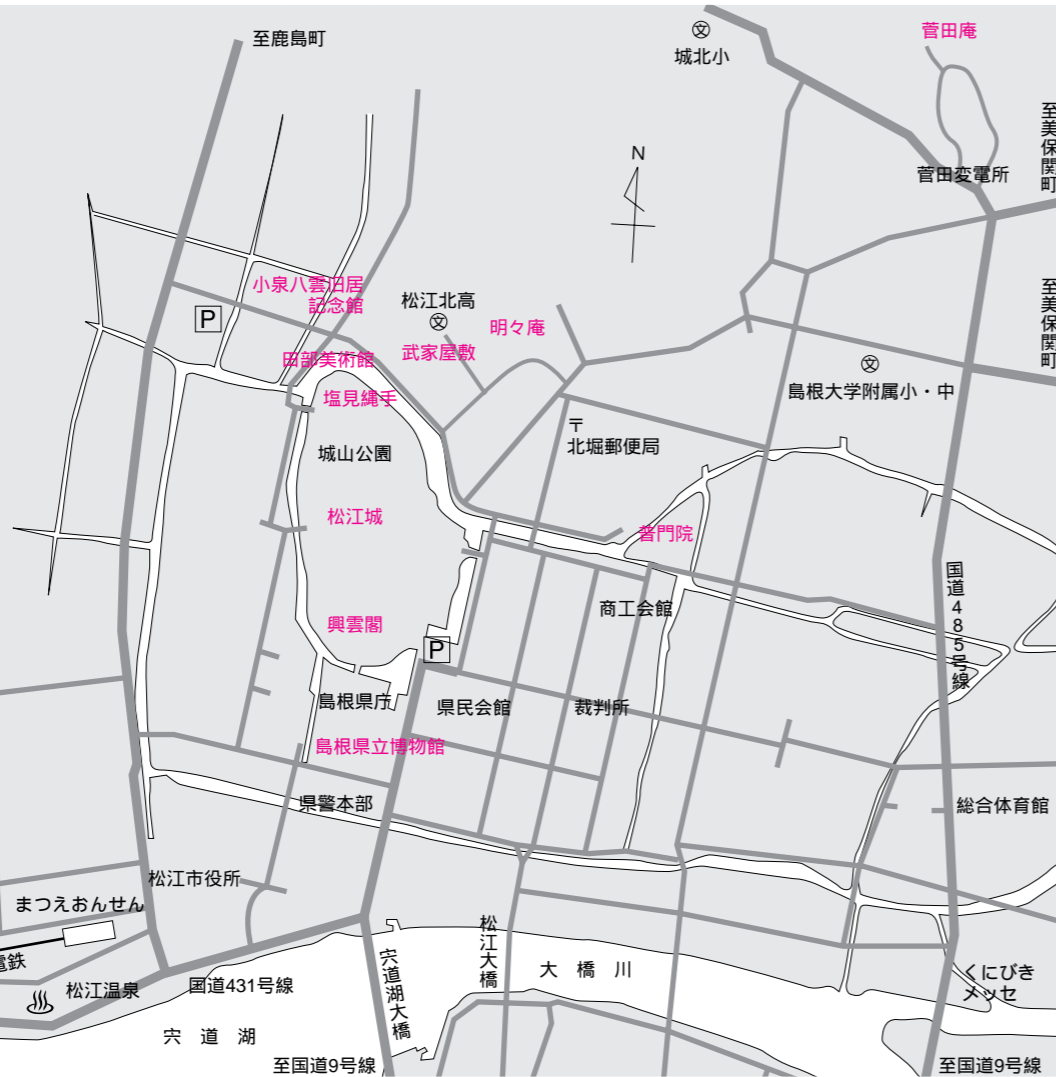 至鹿島町
文
城北小
菅田庵
至美保関町
N
菅田変電所
小泉八雲旧居
記念館
P
松江北高
文
明々庵
武家屋敷
田部美術館
塩見縄手
至美保関町
文
島根大学附属小・中
〒
北堀郵便局
城山公園
松江城
普門院
国道485号線
商工会館
興雲閣
P
島根県庁
県民会館
裁判所
島根県立博物館
県警本部
総合体育館
松江市役所
まつえおんせん
電鉄
松江温泉
国道431号線
宍道湖
宍道湖大橋
松江大橋
大橋川
くにびき
メッセ
至国道9号線
至国道9号線